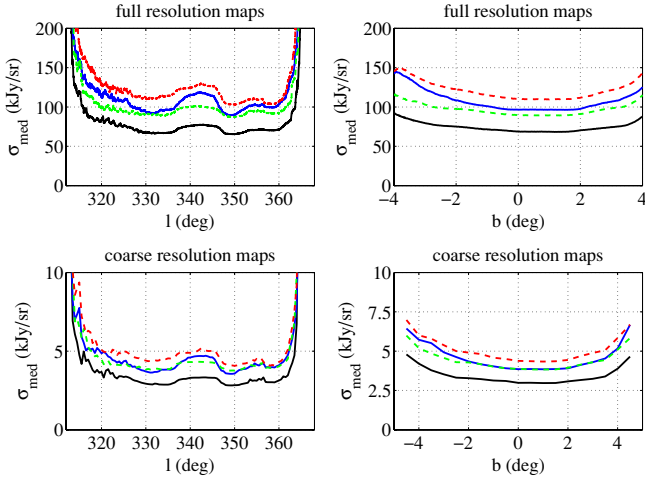 full resolution maps
200
150
100
50
0
σmed (kJy/sr)
320 330 340 350 360
l (deg)
full resolution maps
200
150
100
50
0
σmed (kJy/sr)
−4 −2 0 2 4
b (deg)
coarse resolution maps
10
5
0
σmed (kJy/sr)
320 330 340 350 360
l (deg)
coarse resolution maps
10
7.5
5
2.5
0
σmed (kJy/sr)
−4 −2 0 2 4
b (deg)